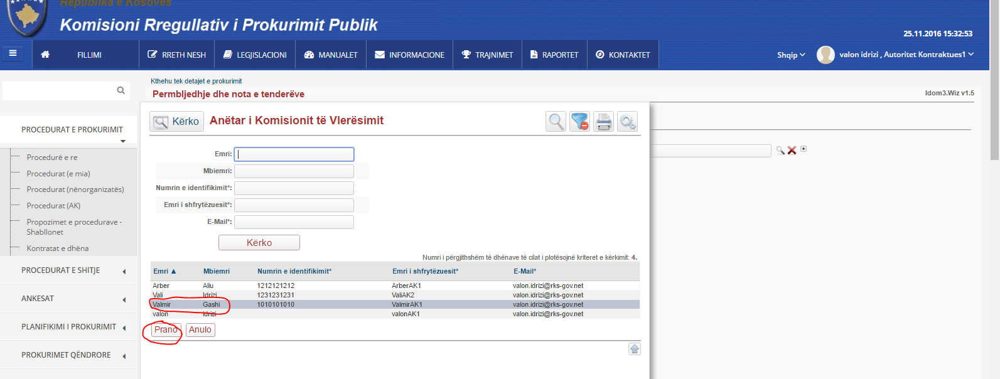 Republika e Kosovës
Komisioni Rregullativ i Prokurimit Publik
25.11.2016 15:32:53
FILLIMI
RRETH NESH
LEGJISLACIONI
MANUALET
INFORMACIONE
TRAJNIMET
RAPORTET
KONTAKTET
Shqip
valon idrizi , Autoritet Kontraktues1
Kthehu tek detajet e prokurimit
Permbljedhje dhe nota e tenderëve
Idom3.Wiz v1.5
PROCEDURAT E PROKURIMIT
Procedurë e re
Procedurat (e mia)
Procedurat (nënorganizatës)
Procedurat (AK)
Propozimet e procedurave -
Shabllonet
Kontratat e dhëna
PROCEDURAT E SHITJE
ANKESAT
PLANIFIKIMI I PROKURIMIT
PROKURIMET QËNDRORE
Kërko Anëtar i Komisionit të Vlerësimit
Emri:
Mbiemri:
Numrin e identifikimit*:
Emri i shfrytëzuesit*:
E-Mail*:
Kërko
Numri i përgjithshëm të dhënave të cilat i plotësojnë kriteret e kërkimit: 4.
Emri ▲ Mbiemri Numrin e identifikimit* Emri i shfrytëzuesit* E-Mail*
Arber Aliu 1212121212 ArberAK1 valon.idrizi@rks-gov.net
Vali Idrizi 1231231231 ValiAK2 valon.idrizi@rks-gov.net
Valmir Gashi 1010101010 ValmirAK1 valon.idrizi@rks-gov.net
valon idrizi valonAK1 valon.idrizi@rks-gov.net
Prano Anulo